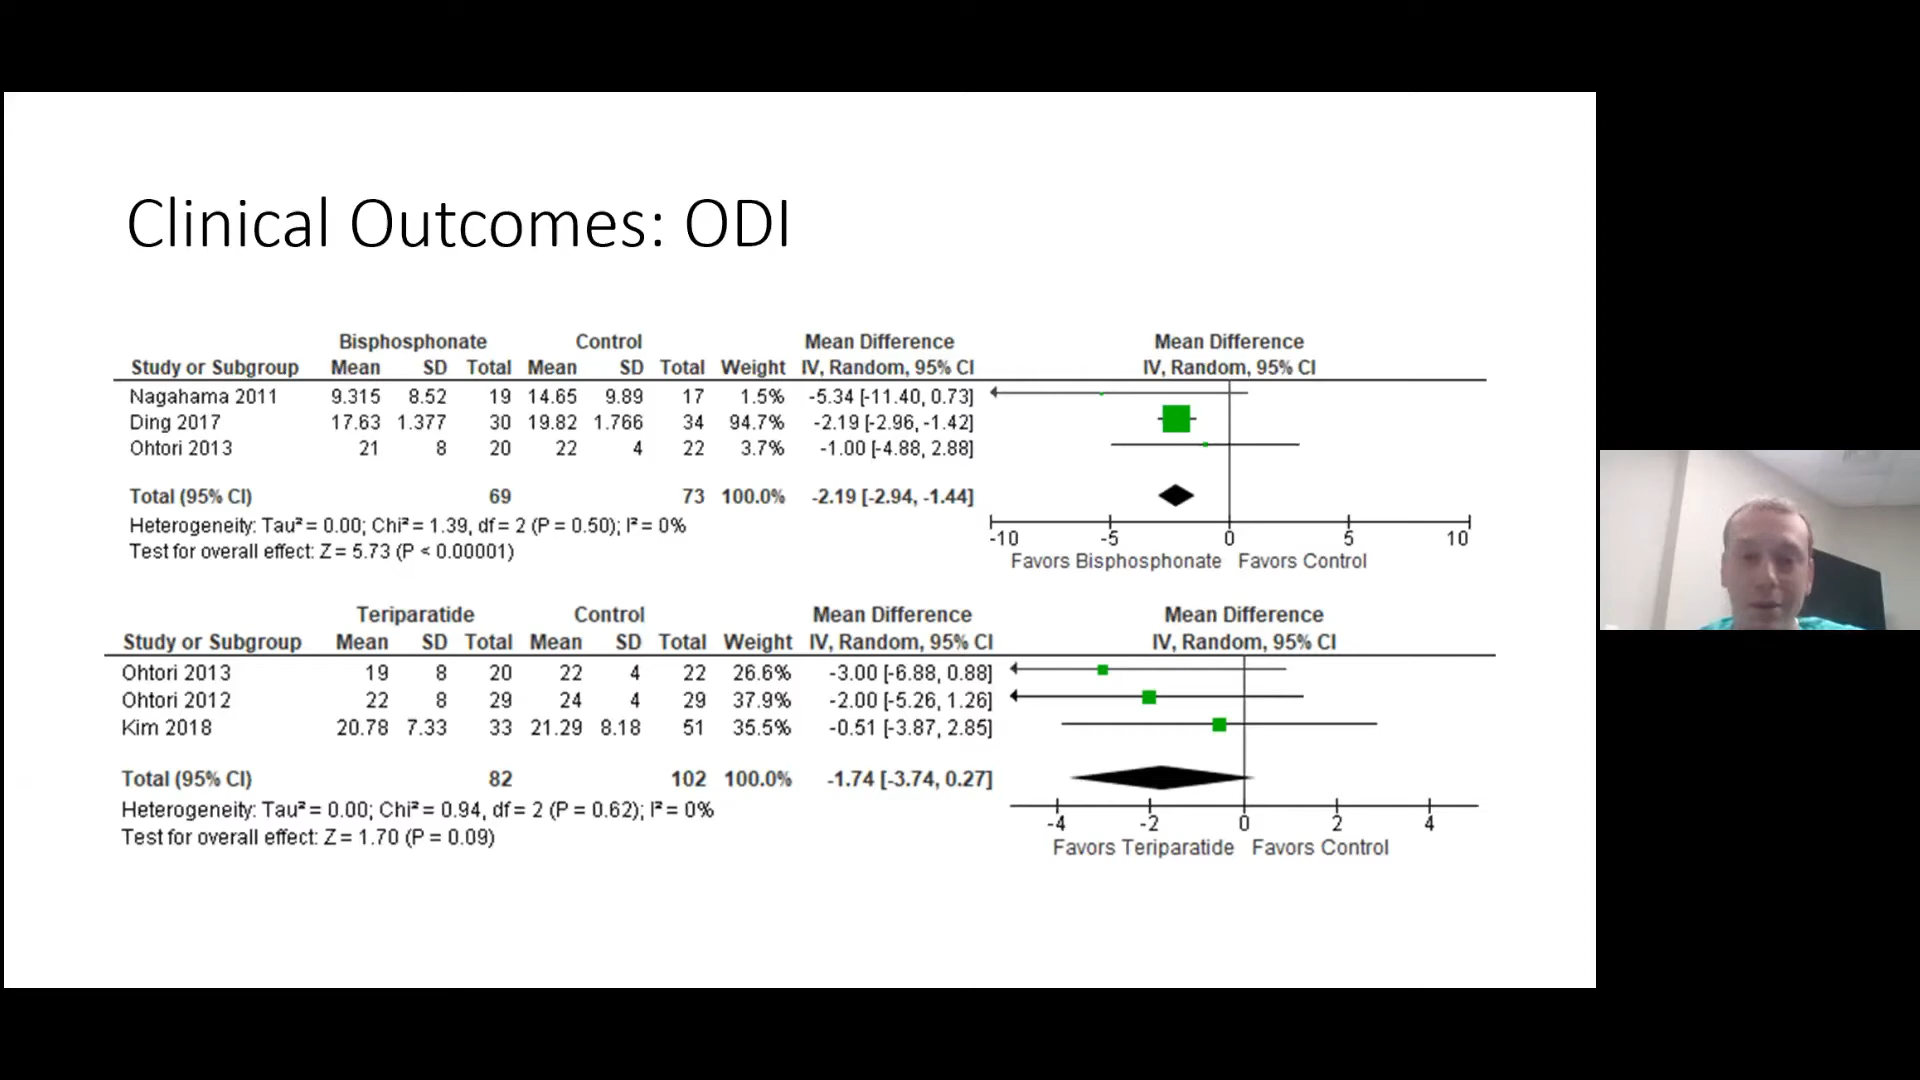 Clinical Outcomes: ODI
Bisphosphonate Control Mean Difference Mean Difference
Study or Subgroup Mean SD Total Mean SD Total Weight IV, Random, 95% CI IV, Random, 95% CI
Nagahama 2011 9.315 8.52 19 14.65 9.89 17 1.5% -5.34 [-11.40, 0.73]
Ding 2017 17.63 1.377 30 19.82 1.766 34 94.7% -2.19 [-2.96, -1.42]
Ohtori 2013 21 8 20 22 4 22 3.7% -1.00 [-4.88, 2.88]
Total (95% CI) 69 73 100.0% -2.19 [-2.94, -1.44]
Heterogeneity: Tau² = 0.00; Chi² = 1.39, df = 2 (P = 0.50); I² = 0%
Test for overall effect: Z = 5.73 (P < 0.00001)
-10 -5 0 5 10
Favors Bisphosphonate Favors Control
Teriparatide Control Mean Difference Mean Difference
Study or Subgroup Mean SD Total Mean SD Total Weight IV, Random, 95% CI IV, Random, 95% CI
Ohtori 2013 19 8 20 22 4 22 26.6% -3.00 [-6.88, 0.88]
Ohtori 2012 22 8 29 24 4 29 37.9% -2.00 [-5.26, 1.26]
Kim 2018 20.78 7.33 33 21.29 8.18 51 35.5% -0.51 [-3.87, 2.85]
Total (95% CI) 82 102 100.0% -1.74 [-3.74, 0.27]
Heterogeneity: Tau² = 0.00; Chi² = 0.94, df = 2 (P = 0.62); I² = 0%
Test for overall effect: Z = 1.70 (P = 0.09)
-4 -2 0 2 4
Favors Teriparatide Favors Control